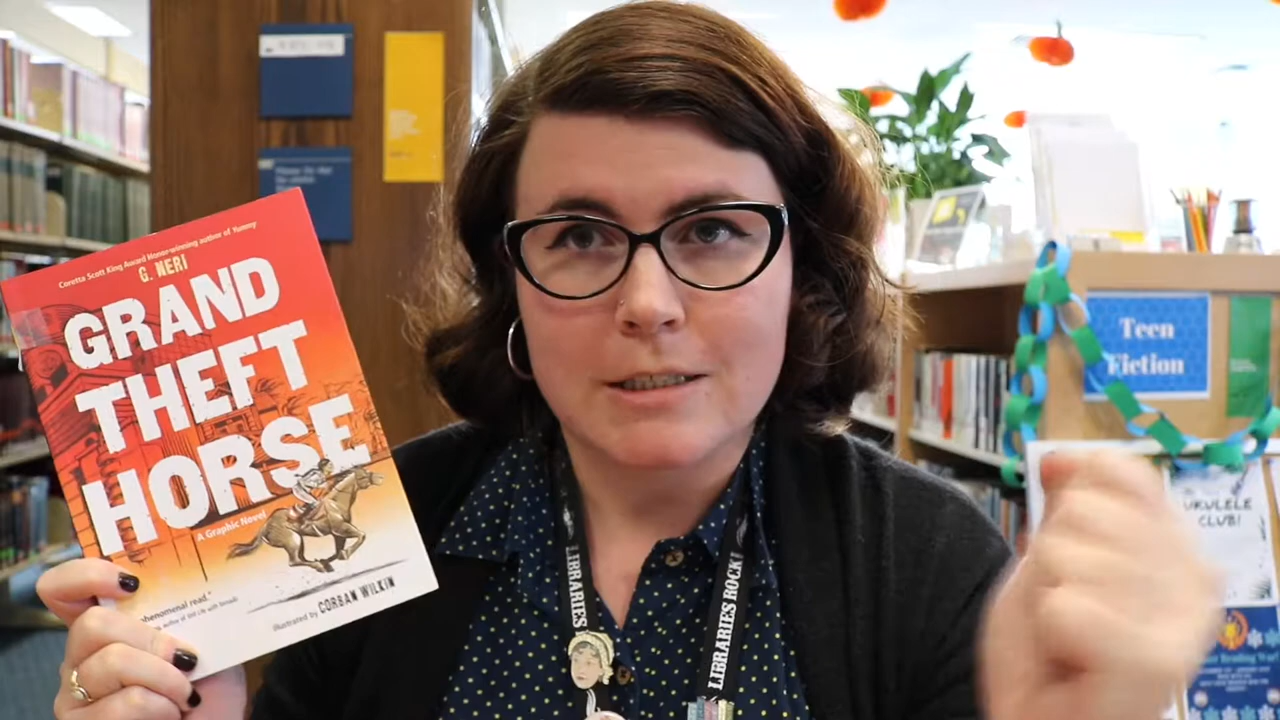 Coretta Scott King Award Honor-winning author of Yummy
G. NERI
GRAND
THEFT
HORSE
A Graphic Novel
phenomenal read."
illustrated by CORBAN WILKIN
LIBRARIES
LIBRARIES ROCK!
Teen
Fiction
UKULELE
CLUB!